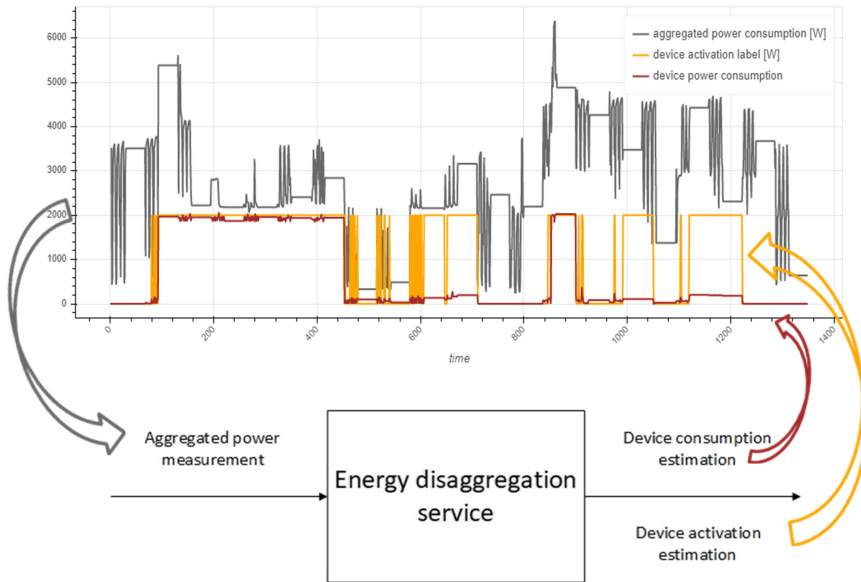 aggregated power consumption [W]
device activation label [W]
device power consumption
6000
5000
4000
3000
2000
1000
0
0
200
400
600
800
1000
1200
1400
time
Aggregated power
measurement
Energy disaggregation
service
Device consumption
estimation
Device activation
estimation